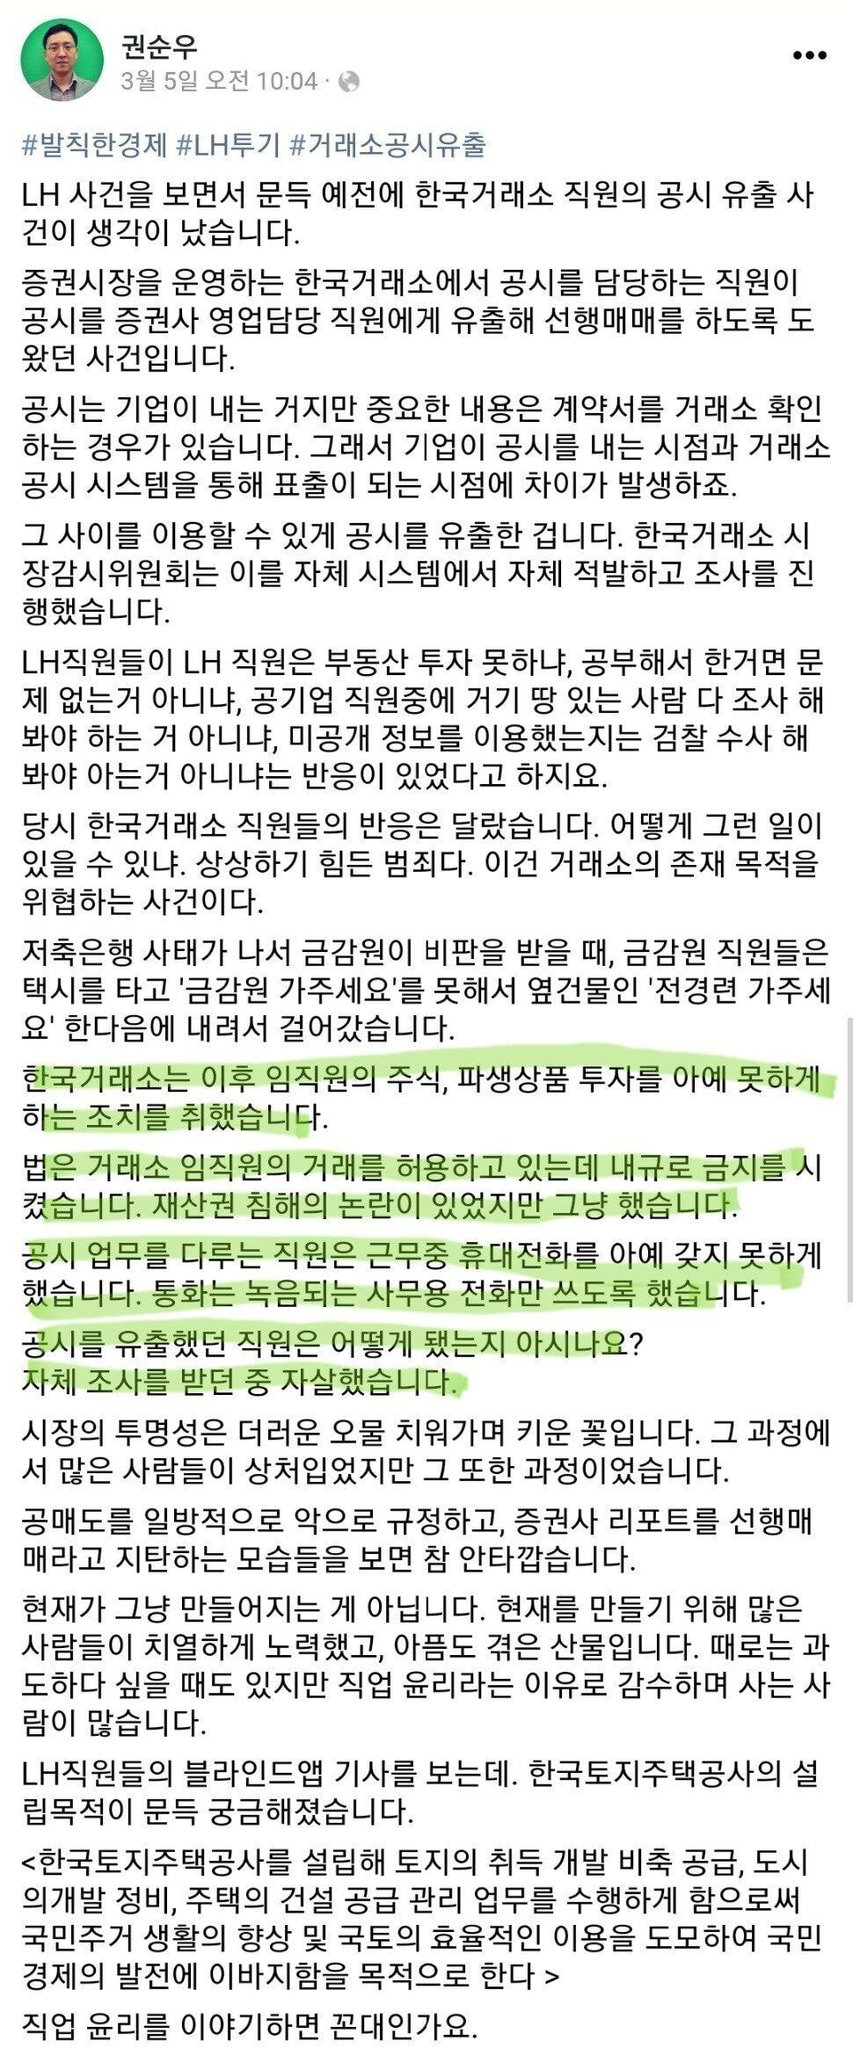 권순우
3월 5일 오전 10:04 ·
#발칙한경제 #LH투기 #거래소공시유출
LH 사건을 보면서 문득 예전에 한국거래소 직원의 공시 유출 사
건이 생각이 났습니다.
증권시장을 운영하는 한국거래소에서 공시를 담당하는 직원이
공시를 증권사 영업담당 직원에게 유출해 선행매매를 하도록 도
왔던 사건입니다.
공시는 기업이 내는 거지만 중요한 내용은 계약서를 거래소 확인
하는 경우가 있습니다. 그래서 기업이 공시를 내는 시점과 거래소
공시 시스템을 통해 표출이 되는 시점에 차이가 발생하죠.
그 사이를 이용할 수 있게 공시를 유출한 겁니다. 한국거래소 시
장감시위원회는 이를 자체 시스템에서 자체 적발하고 조사를 진
행했습니다.
LH직원들이 LH 직원은 부동산 투자 못하냐, 공부해서 한거면 문
제 없는거 아니냐, 공기업 직원중에 거기 땅 있는 사람 다 조사 해
봐야 하는 거 아니냐, 미공개 정보를 이용했는지는 검찰 수사 해
봐야 아는거 아니냐는 반응이 있었다고 하지요.
당시 한국거래소 직원들의 반응은 달랐습니다. 어떻게 그런 일이
있을 수 있냐. 상상하기 힘든 범죄다. 이건 거래소의 존재 목적을
위협하는 사건이다.
저축은행 사태가 나서 금감원이 비판을 받을 때, 금감원 직원들은
택시를 타고 '금감원 가주세요'를 못해서 옆건물인 '전경련 가주세
요' 한다음에 내려서 걸어갔습니다.
한국거래소는 이후 임직원의 주식, 파생상품 투자를 아예 못하게
하는 조치를 취했습니다.
법은 거래소 임직원의 거래를 허용하고 있는데 내규로 금지를 시
켰습니다. 재산권 침해의 논란이 있었지만 그냥 했습니다.
공시 업무를 다루는 직원은 근무중 휴대전화를 아예 갖지 못하게
했습니다. 통화는 녹음되는 사무용 전화만 쓰도록 했습니다.
공시를 유출했던 직원은 어떻게 됐는지 아시나요?
자체 조사를 받던 중 자살했습니다.
시장의 투명성은 더러운 오물 치워가며 키운 꽃입니다. 그 과정에
서 많은 사람들이 상처입었지만 그 또한 과정이었습니다.
공매도를 일방적으로 악으로 규정하고, 증권사 리포트를 선행매
매라고 지탄하는 모습들을 보면 참 안타깝습니다.
현재가 그냥 만들어지는 게 아닙니다. 현재를 만들기 위해 많은
사람들이 치열하게 노력했고, 아픔도 겪은 산물입니다. 때로는 과
도하다 싶을 때도 있지만 직업 윤리라는 이유로 감수하며 사는 사
람이 많습니다.
LH직원들의 블라인드앱 기사를 보는데. 한국토지주택공사의 설
립목적이 문득 궁금해졌습니다.
<한국토지주택공사를 설립해 토지의 취득 개발 비축 공급, 도시
의개발 정비, 주택의 건설 공급 관리 업무를 수행하게 함으로써
국민주거 생활의 향상 및 국토의 효율적인 이용을 도모하여 국민
경제의 발전에 이바지함을 목적으로 한다 >
직업 윤리를 이야기하면 꼰대인가요.